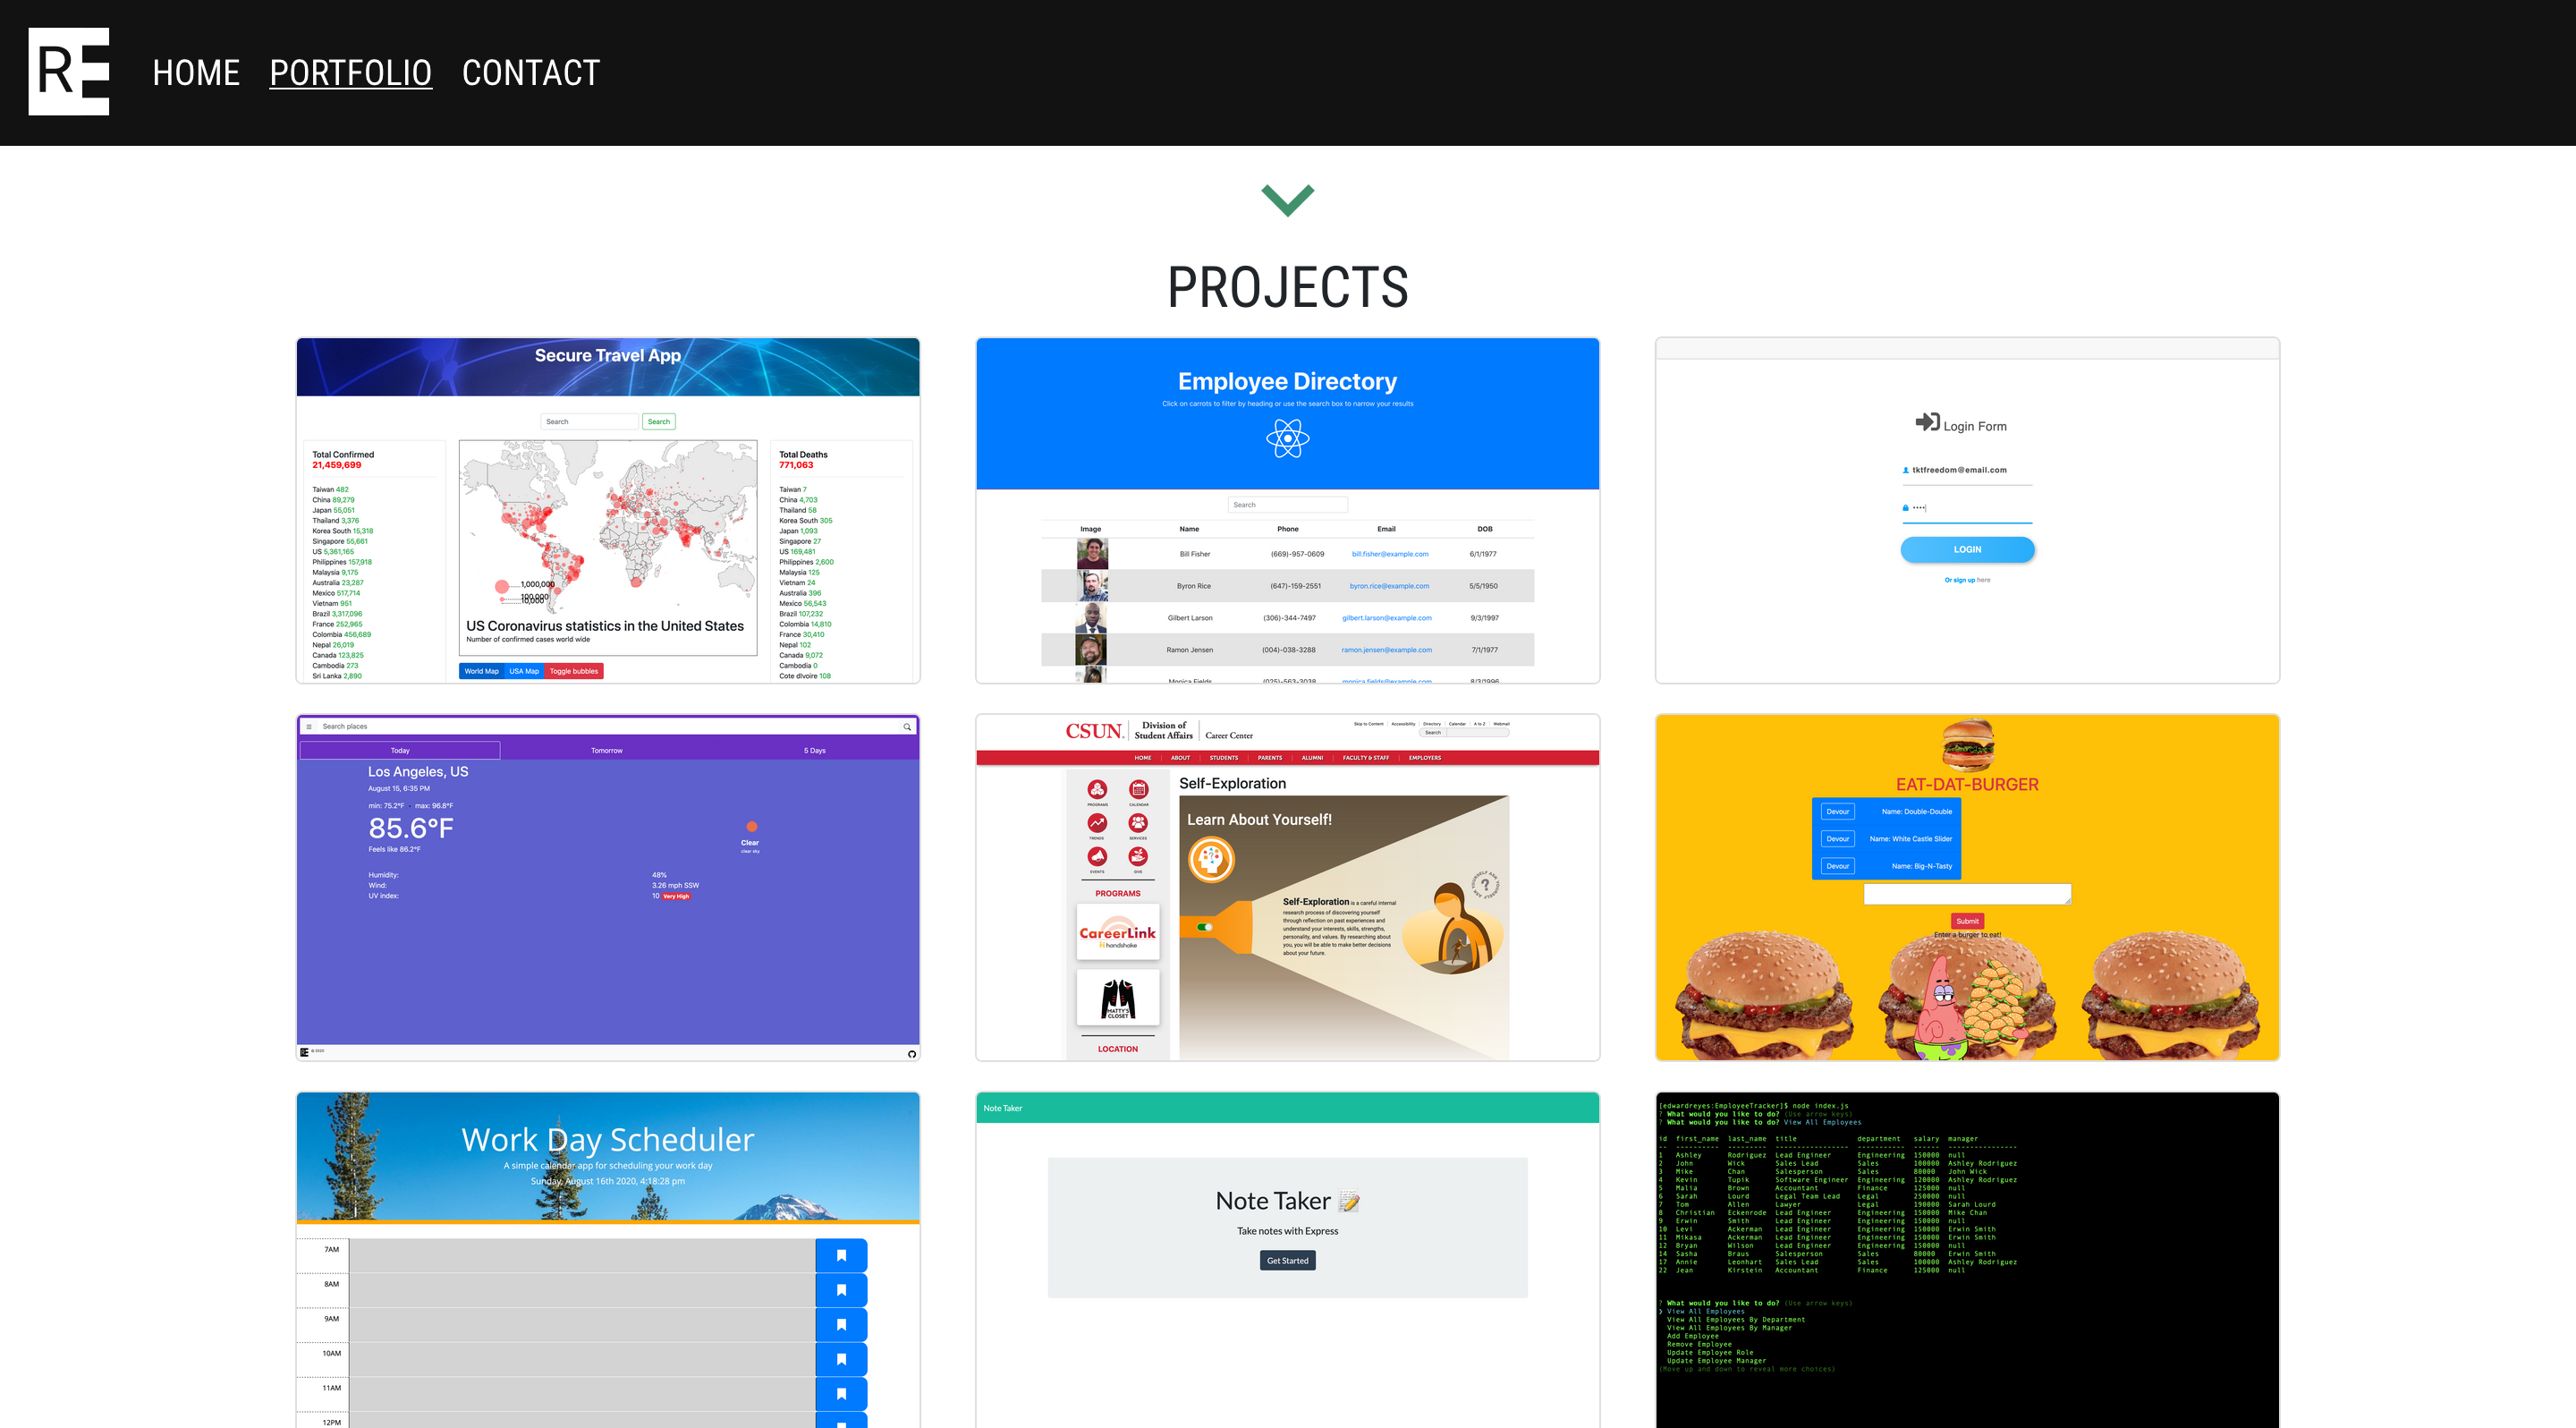 RE
HOME PORTFOLIO CONTACT
PROJECTS
Secure Travel App
Search Search
Total Confirmed
21,459,699
Taiwan 482
China 89,279
Japan 55,051
Thailand 3,376
Korea South 15,318
Singapore 55,661
US 5,361,165
Philippines 157,918
Malaysia 9,175
Australia 23,287
Mexico 517,714
Vietnam 951
Brazil 3,317,096
France 252,965
Colombia 456,689
Nepal 26,019
Canada 123,825
Cambodia 273
Sri Lanka 2,890
1,000,000
100,000
10,000
US Coronavirus statistics in the United States
Number of confirmed cases world wide
World Map USA Map Toggle bubbles
Total Deaths
771,063
Taiwan 7
China 4,703
Thailand 58
Korea South 305
Japan 1,093
Singapore 27
US 169,481
Philippines 2,600
Malaysia 125
Vietnam 24
Australia 396
Mexico 56,543
Brazil 107,232
Colombia 14,810
France 30,410
Nepal 102
Canada 9,072
Cambodia 0
Cote dIvoire 108
Employee Directory
Click on carrots to filter by heading or use the search box to narrow your results
Search
Image Name Phone Email DOB
Bill Fisher (669)-957-0609 bill.fisher@example.com 6/1/1977
Byron Rice (647)-159-2551 byron.rice@example.com 5/5/1950
Gilbert Larson (306)-344-7497 gilbert.larson@example.com 9/3/1997
Ramon Jensen (004)-038-3288 ramon.jensen@example.com 7/1/1977
Monica Fields (025)-563-3038 monica.fields@example.com 8/3/1996
Login Form
tktfreedom@email.com
LOGIN
Or sign up here
Search places
Today Tomorrow 5 Days
Los Angeles, US
August 15, 6:35 PM
min: 75.2°F - max: 96.8°F
85.6°F
Feels like 86.2°F
Clear
clear sky
Humidity: 48%
Wind: 3.26 mph SSW
UV index: 10 Very High
© 2020
CSUN. Division of Student Affairs Career Center
Skip to Content Accessibility Directory Calendar A to Z Webmail
Search
HOME ABOUT STUDENTS PARENTS ALUMNI FACULTY & STAFF EMPLOYERS
PROGRAMS CALENDAR
TRENDS SERVICES
EVENTS GIVE
PROGRAMS
CareerLink
handshake
MATTY'S
CLOSET
LOCATION
Self-Exploration
Learn About Yourself!
Self-Exploration is a careful internal
research process of discovering yourself
through reflection on past experiences and
understand your interests, skills, strengths,
personality, and values. By researching about
you, you will be able to make better decisions
about your future.
EAT-DAT-BURGER
Devour Name: Double-Double
Devour Name: White Castle Slider
Devour Name: Big-N-Tasty
Submit
Enter a burger to eat!
Work Day Scheduler
A simple calendar app for scheduling your work day
Sunday, August 16th 2020, 4:18:28 pm
7AM
8AM
9AM
10AM
11AM
12PM
Note Taker
Note Taker
Take notes with Express
Get Started
[edwardreyes:EmployeeTracker]$ node index.js
? What would you like to do? (Use arrow keys)
? What would you like to do? View All Employees
id first_name last_name title department salary manager
1 Ashley Rodriguez Lead Engineer Engineering 150000 null
2 John Wick Sales Lead Sales 100000 Ashley Rodriguez
3 Mike Chan Salesperson Sales 80000 John Wick
4 Kevin Tupik Software Engineer Engineering 120000 Ashley Rodriguez
5 Malia Brown Accountant Finance 125000 null
6 Sarah Lourd Legal Team Lead Legal 250000 null
7 Tom Allen Lawyer Legal 190000 Sarah Lourd
8 Christian Eckenrode Lead Engineer Engineering 150000 Mike Chan
9 Erwin Smith Lead Engineer Engineering 150000 null
10 Levi Ackerman Lead Engineer Engineering 150000 Erwin Smith
11 Mikasa Ackerman Lead Engineer Engineering 150000 Erwin Smith
12 Bryan Wilson Lead Engineer Engineering 150000 null
14 Sasha Braus Salesperson Sales 80000 Erwin Smith
17 Annie Leonhart Sales Lead Sales 100000 Ashley Rodriguez
22 Jean Kirstein Accountant Finance 125000 null
? What would you like to do? (Use arrow keys)
❯ View All Employees
View All Employees By Department
View All Employees By Manager
Add Employee
Remove Employee
Update Employee Role
Update Employee Manager
(Move up and down to reveal more choices)